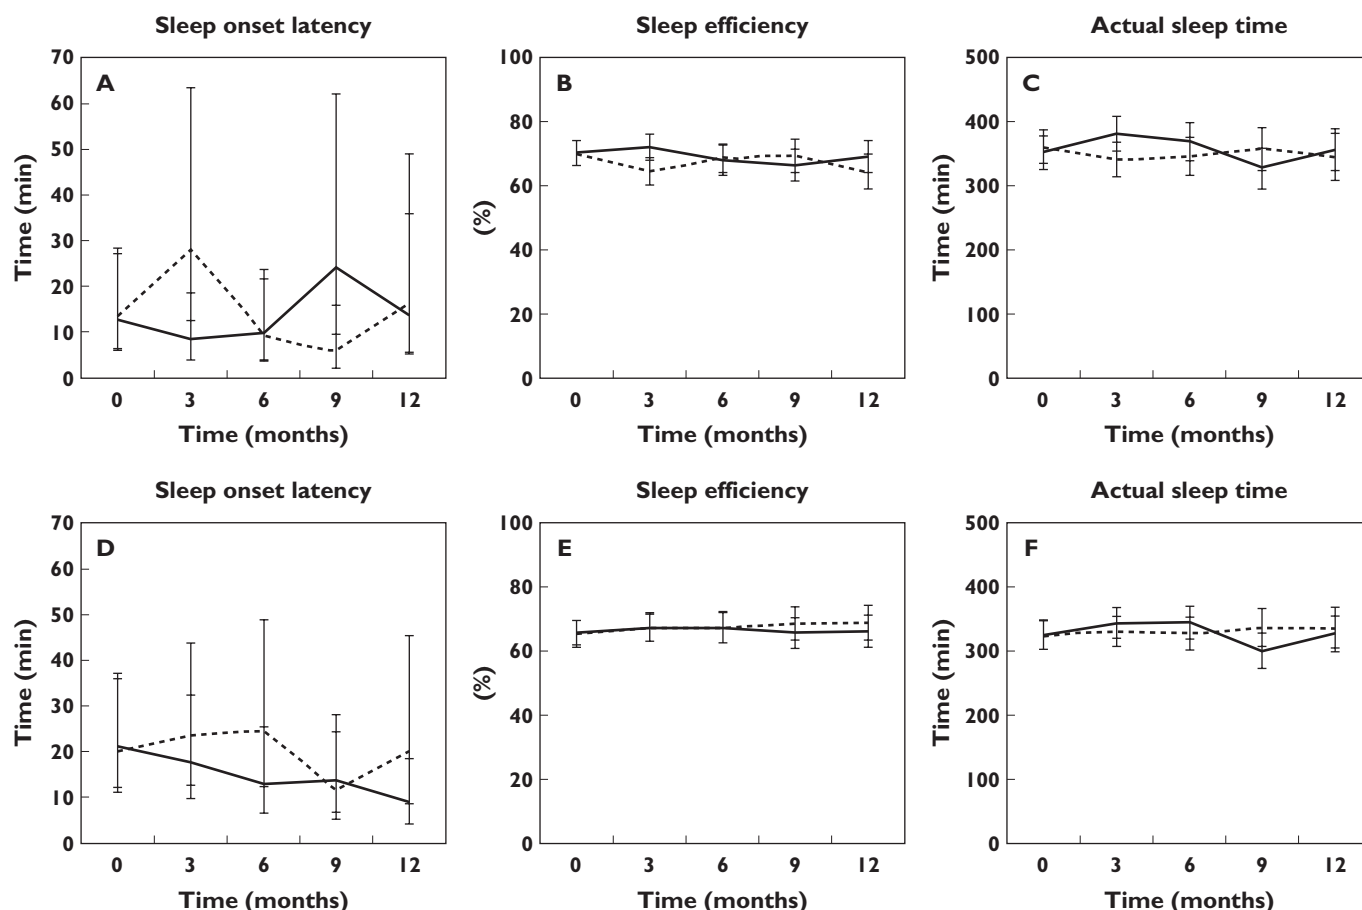 Sleep onset latency
A
Time (min)
70
60
50
40
30
20
10
0
0 3 6 9 12
Time (months)
Sleep efficiency
B
(%)
100
80
60
40
20
0
0 3 6 9 12
Time (months)
Actual sleep time
C
Time (min)
500
400
300
200
100
0
0 3 6 9 12
Time (months)
Sleep onset latency
D
Time (min)
70
60
50
40
30
20
10
0
0 3 6 9 12
Time (months)
Sleep efficiency
E
(%)
100
80
60
40
20
0
0 3 6 9 12
Time (months)
Actual sleep time
F
Time (min)
500
400
300
200
100
0
0 3 6 9 12
Time (months)